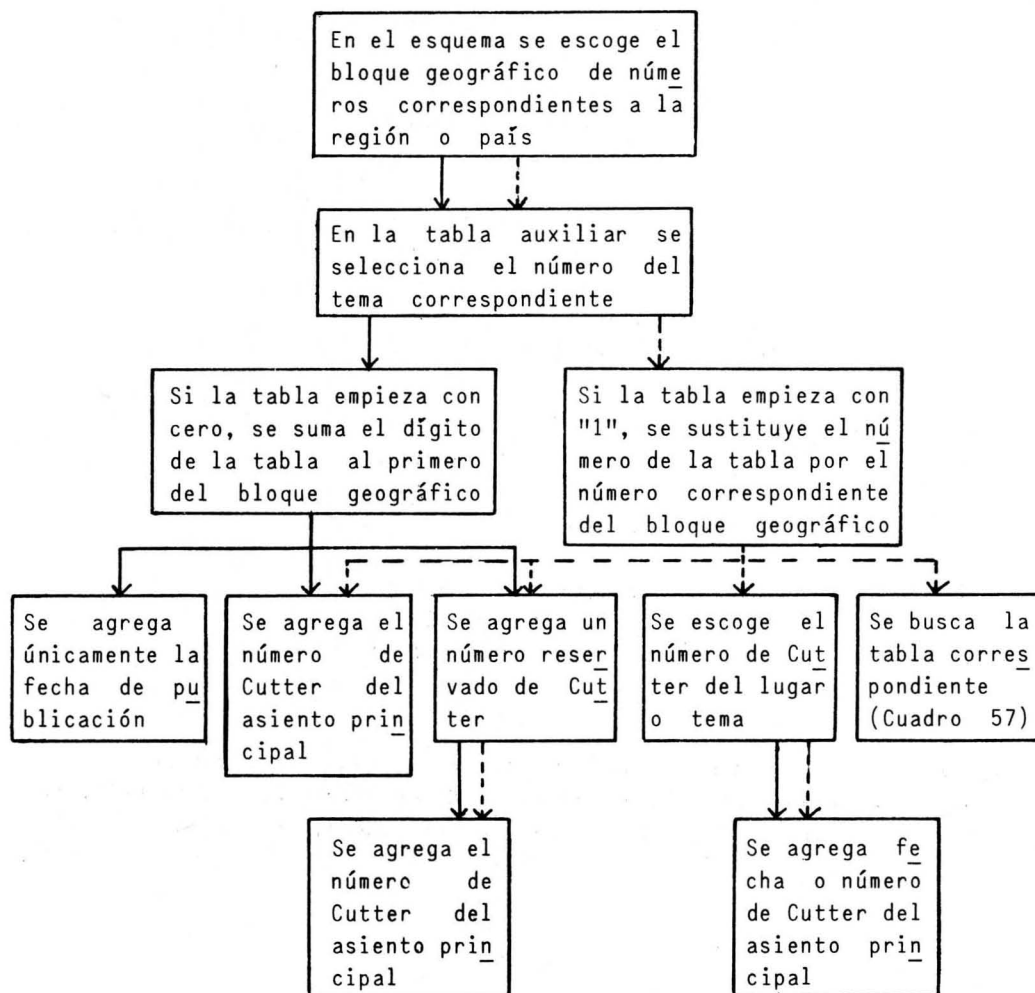 En el esquema se escoge el
bloque geográfico de núme
ros correspondientes a la
región o país
En la tabla auxiliar se
selecciona el número del
tema correspondiente
Si la tabla empieza con
cero, se suma el dígito
de la tabla al primero
del bloque geográfico
Si la tabla empieza con
"1", se sustituye el nú
mero de la tabla por el
número correspondiente
del bloque geográfico
Se agrega
únicamente la
fecha de pu
blicación
Se agrega el
número de
Cutter del
asiento prin
cipal
Se agrega un
número reser
vado de Cut
ter
Se escoge el
número de Cut
ter del lugar
o tema
Se busca la
tabla corres
pondiente
(Cuadro 57)
Se agrega el
número de
Cutter del
asiento prin
cipal
Se agrega fe
cha o número
de Cutter del
asiento prin
cipal